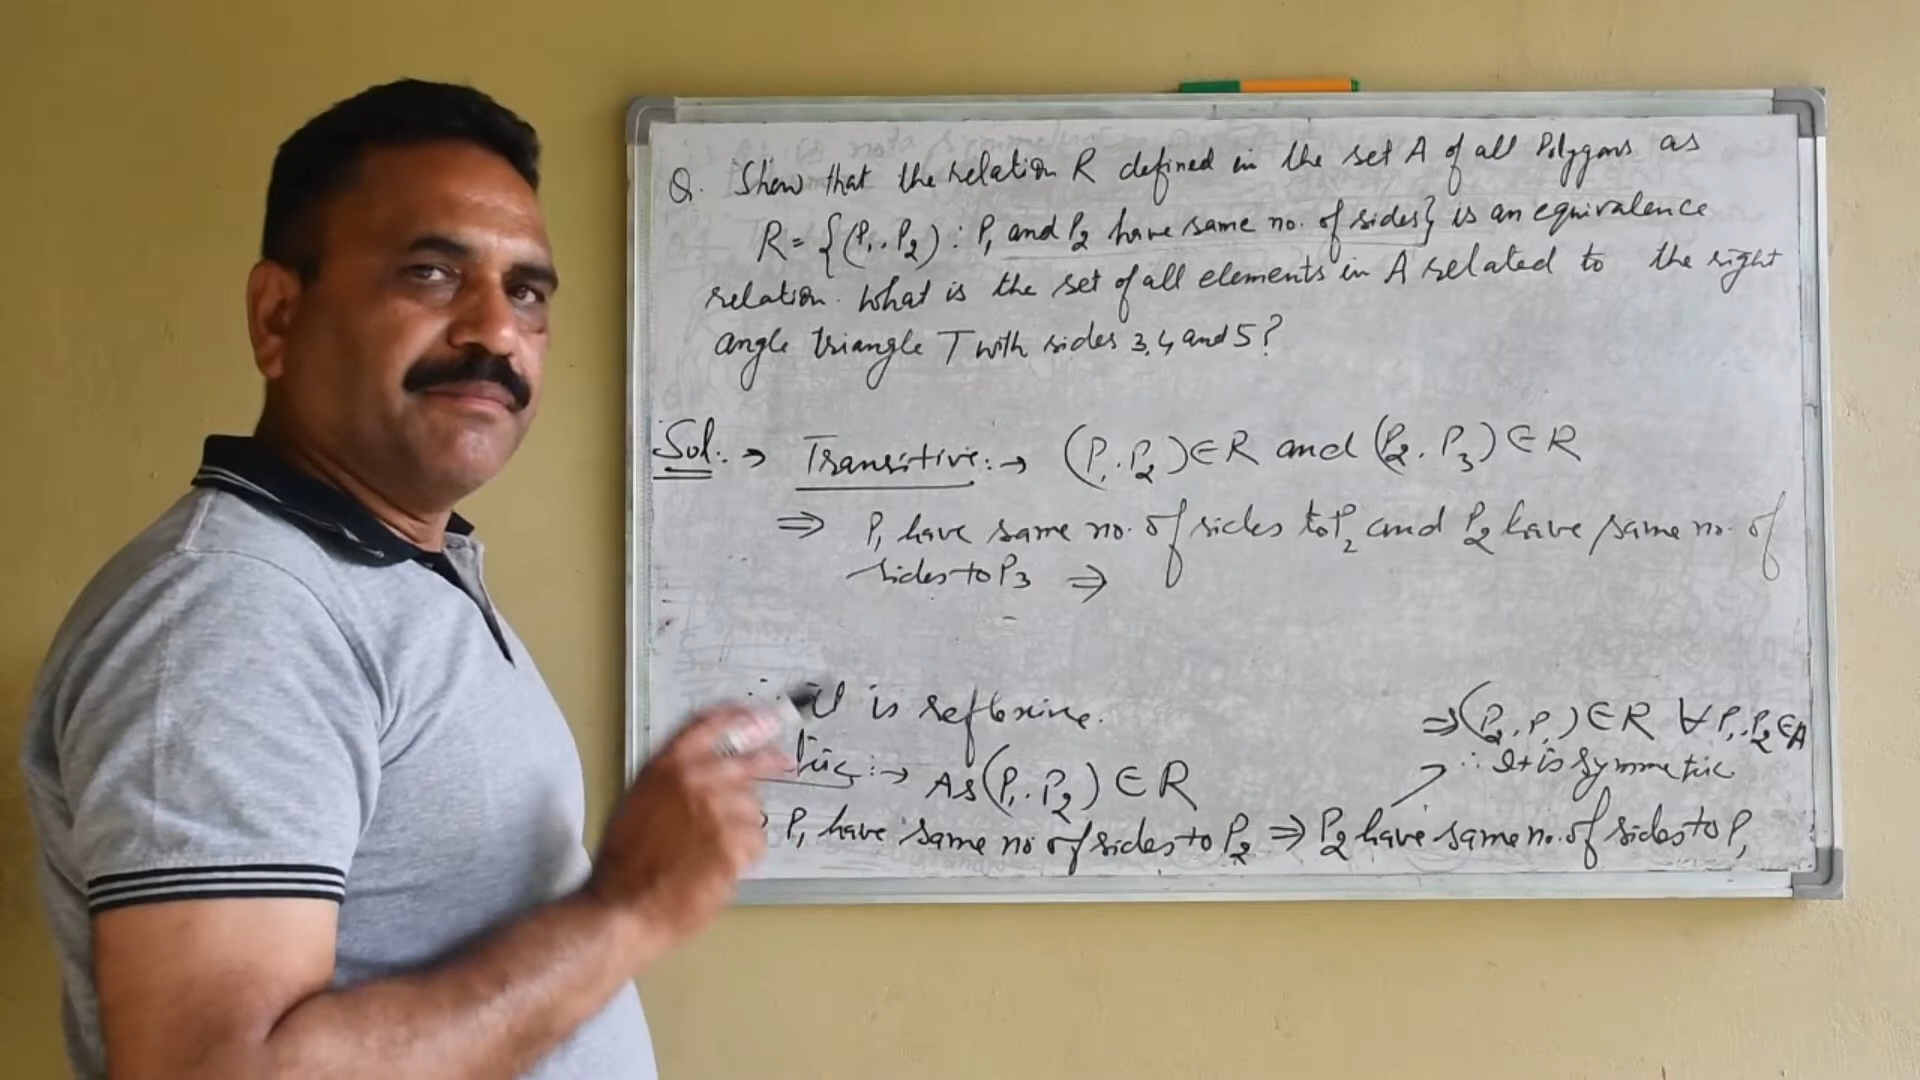 Q. Show that the relation R defined in the set A of all Polygons as
R = {(P₁, P₂) : P₁ and P₂ have same no. of sides} is an equivalence
relation. What is the set of all elements in A related to the right
angle triangle T with sides 3, 4 and 5?
Sol:→ Transitive:→ (P₁, P₂) ∈ R and (P₂, P₃) ∈ R
⇒ P₁ have same no. of sides to P₂ and P₂ have same no. of
sides to P₃ ⇒
is reflexive.
⇒ (P₂, P₁) ∈ R ∀ P₁, P₂ ∈ A
∴ It is symmetric
:→ As (P₁, P₂) ∈ R
P₁ have same no of sides to P₂ ⇒ P₂ have same no. of sides to P₁